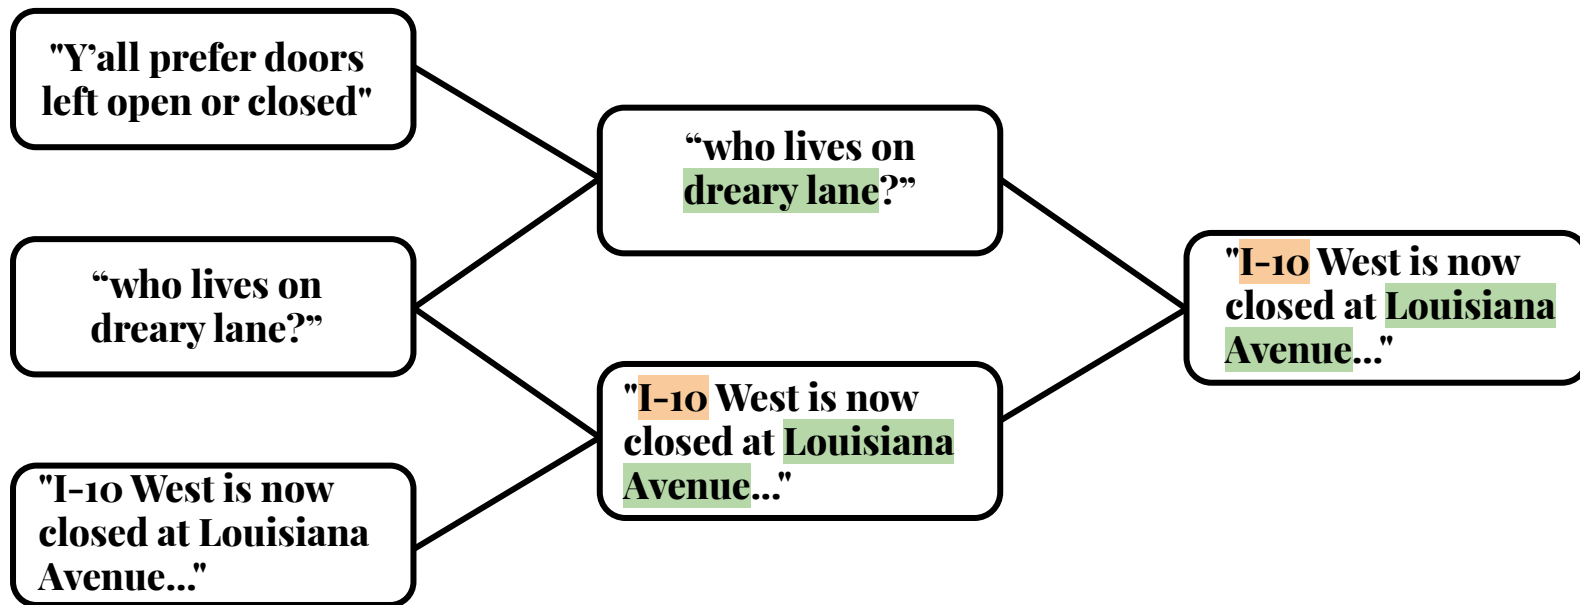 "Y’all prefer doors
left open or closed"
“who lives on
dreary lane?”
"I-10 West is now
closed at Louisiana
Avenue..."
“who lives on
dreary lane?”
"I-10 West is now
closed at Louisiana
Avenue..."
"I-10 West is now
closed at Louisiana
Avenue..."